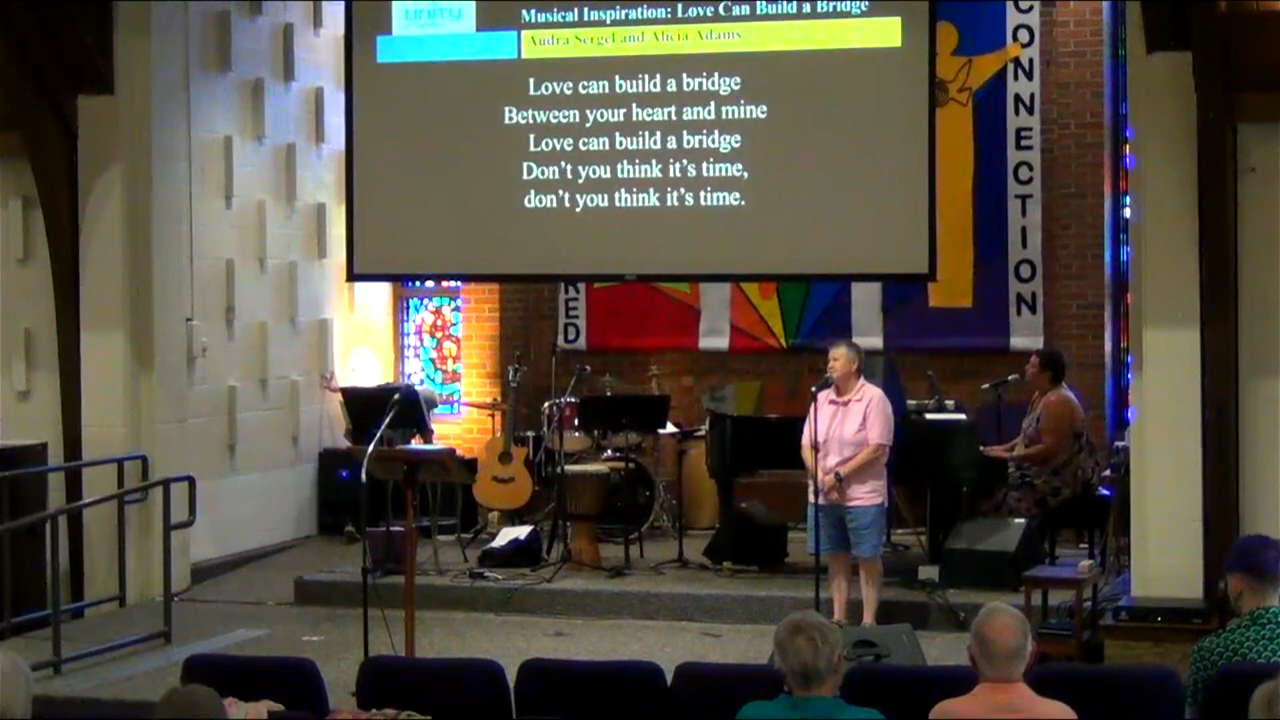 unity
Musical Inspiration: Love Can Build a Bridge
Audra Sergel and Alicia Adams
Love can build a bridge
Between your heart and mine
Love can build a bridge
Don't you think it's time,
don't you think it's time.
CONNECTION
RED